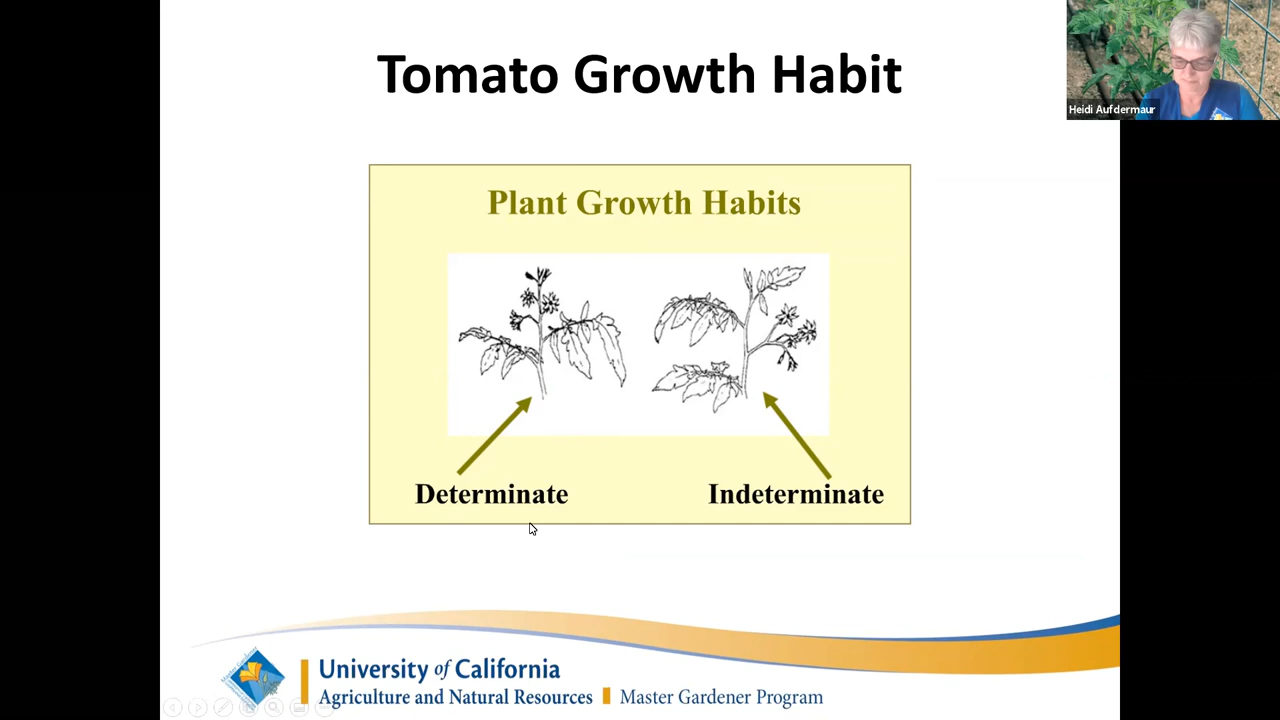 Tomato Growth Habit
Heidi Aufdermaur
Plant Growth Habits
Determinate
Indeterminate
University of California
Agriculture and Natural Resources
Master Gardener Program